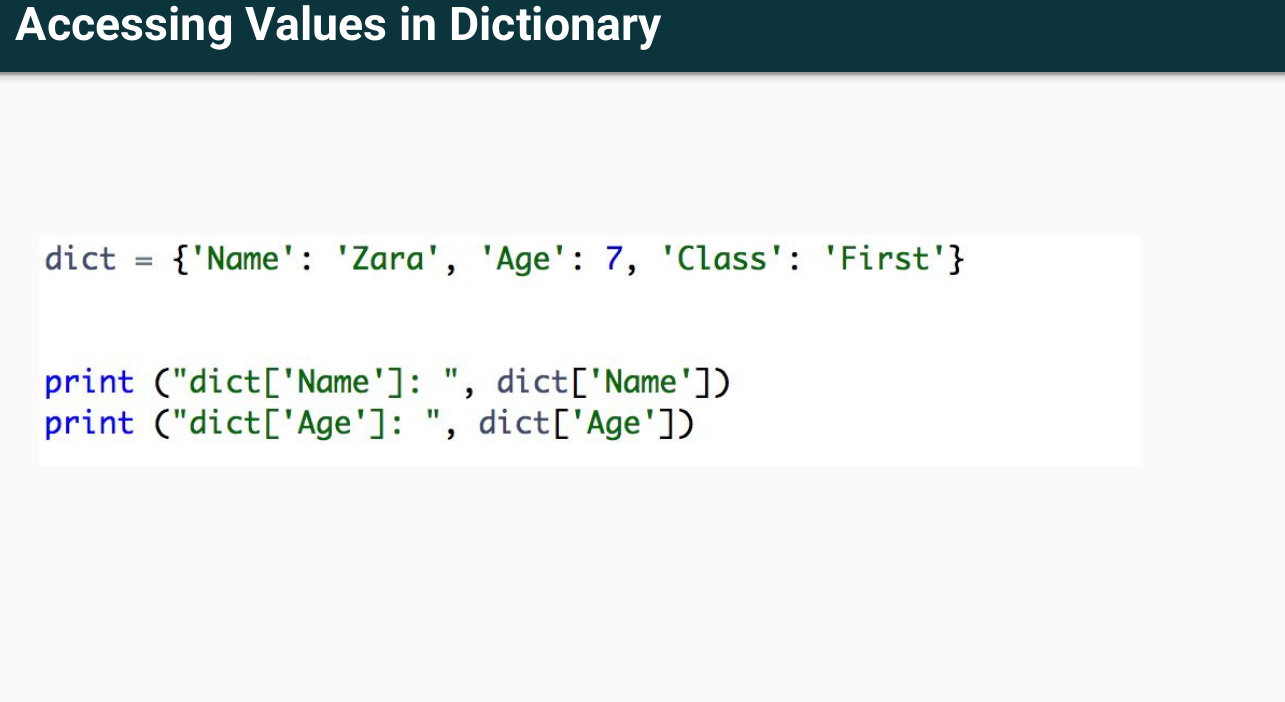 Accessing Values in Dictionary
dict = {'Name': 'Zara', 'Age': 7, 'Class': 'First'}
print ("dict['Name']: ", dict['Name'])
print ("dict['Age']: ", dict['Age'])